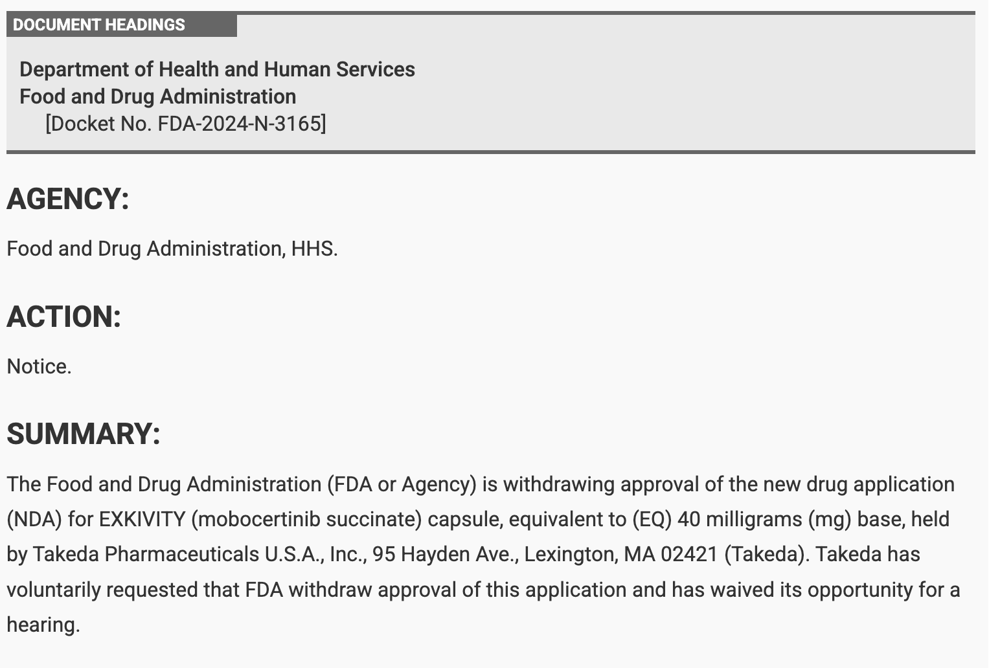 DOCUMENT HEADINGS
Department of Health and Human Services
Food and Drug Administration
[Docket No. FDA-2024-N-3165]
AGENCY:
Food and Drug Administration, HHS.
ACTION:
Notice.
SUMMARY:
The Food and Drug Administration (FDA or Agency) is withdrawing approval of the new drug application
(NDA) for EXKIVITY (mobocertinib succinate) capsule, equivalent to (EQ) 40 milligrams (mg) base, held
by Takeda Pharmaceuticals U.S.A., Inc., 95 Hayden Ave., Lexington, MA 02421 (Takeda). Takeda has
voluntarily requested that FDA withdraw approval of this application and has waived its opportunity for a
hearing.